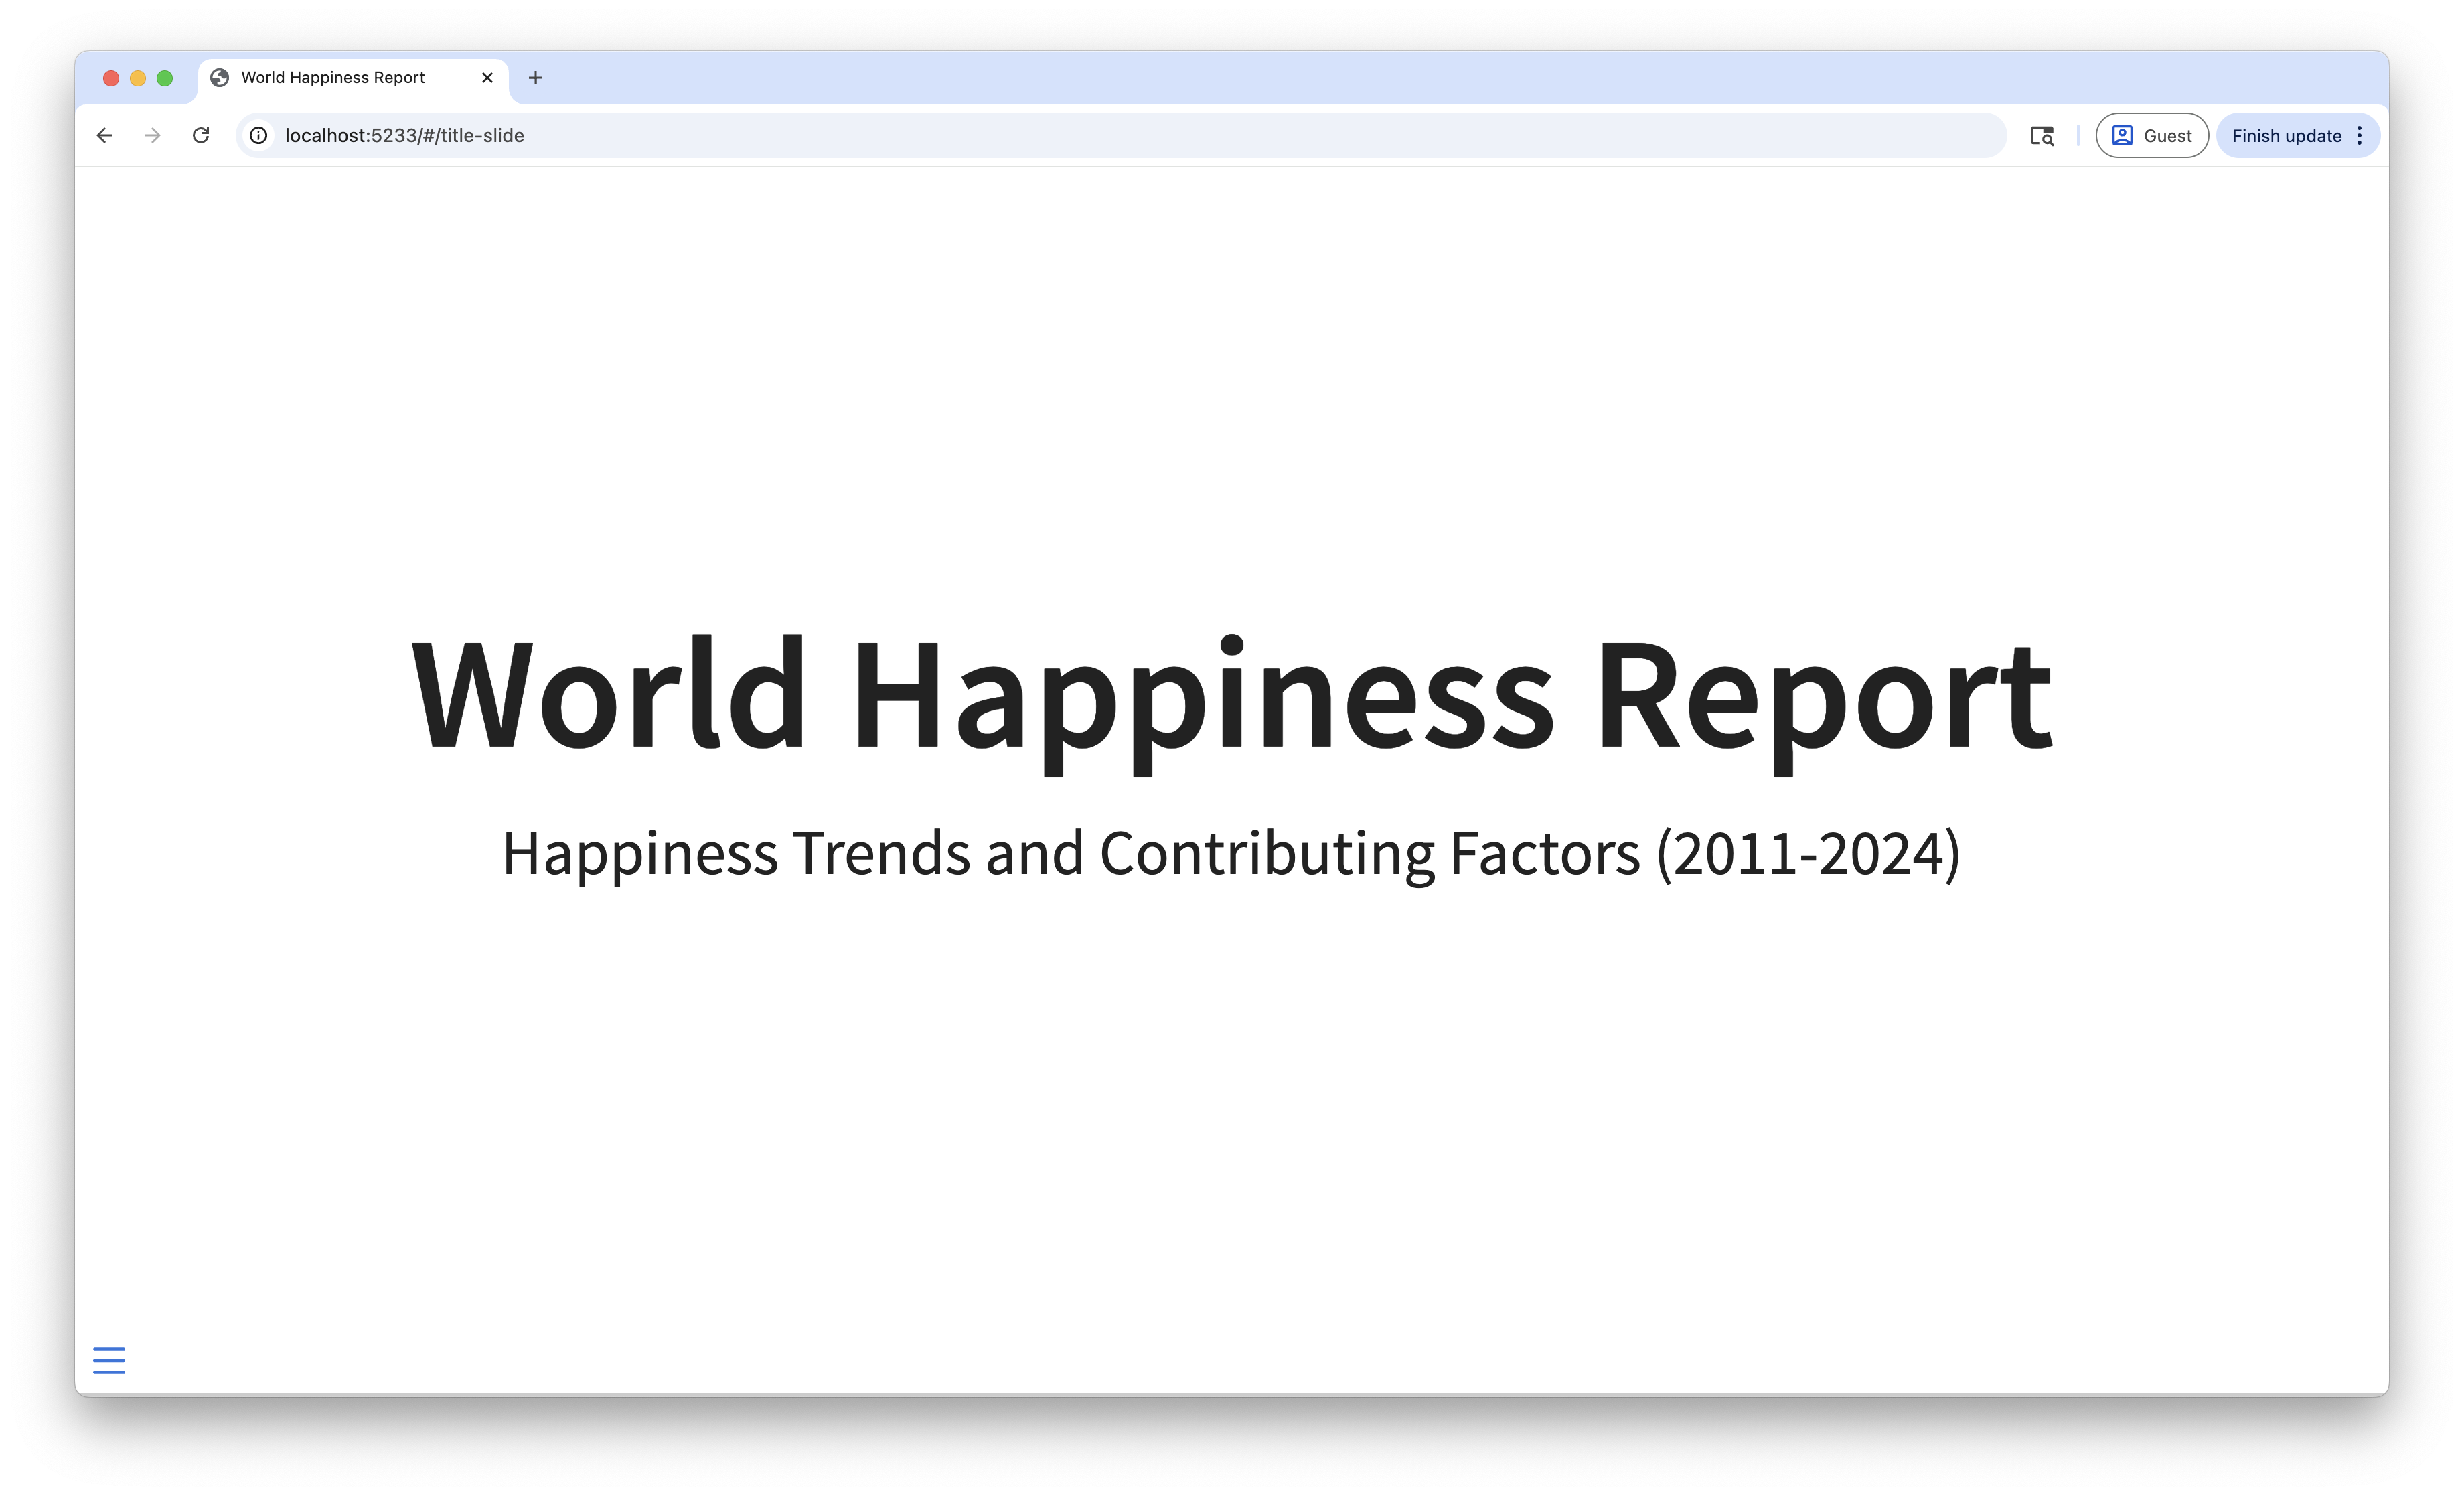 World Happiness Report
localhost:5233/#/title-slide
Guest
Finish update
World Happiness Report
Happiness Trends and Contributing Factors (2011-2024)